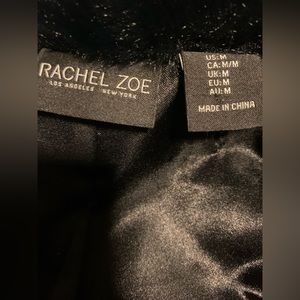 RACHEL ZOE
LOS ANGELES NEW YORK
US:M
CA:M/M
UK:M
EU:M
AU:M
MADE IN CHINA